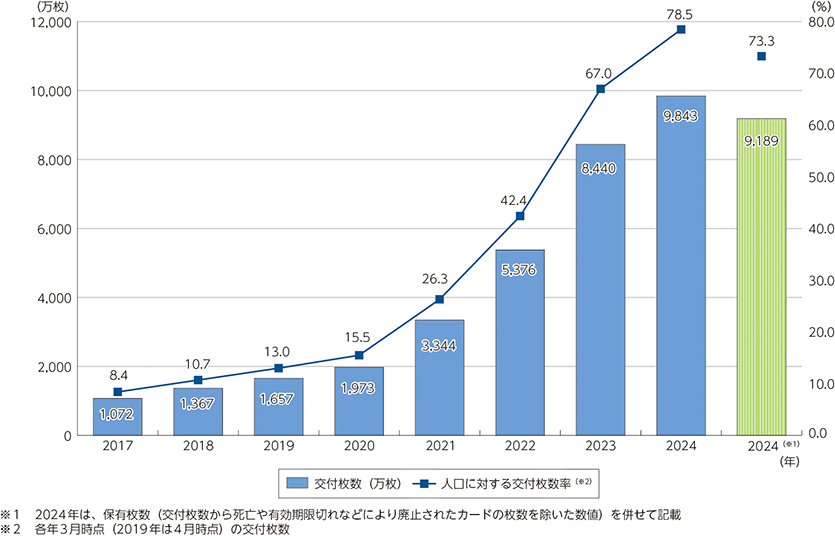 (万枚) (%)
12,000 78.5 80.0
73.3
67.0 70.0
10,000 9,843
9,189 60.0
8,440
8,000 50.0
42.4
6,000 40.0
5,376
26.3 30.0
4,000
3,344 20.0
15.5
2,000 8.4 10.7 13.0 10.0
1,072 1,367 1,657 1,973
0 0.0
2017 2018 2019 2020 2021 2022 2023 2024 2024(※1)
(年)
交付枚数(万枚) 人口に対する交付枚数率(※2)
※1 2024年は、保有枚数(交付枚数から死亡や有効期限切れなどにより廃止されたカードの枚数を除いた数値)を併せて記載
※2 各年3月時点(2019年は4月時点)の交付枚数